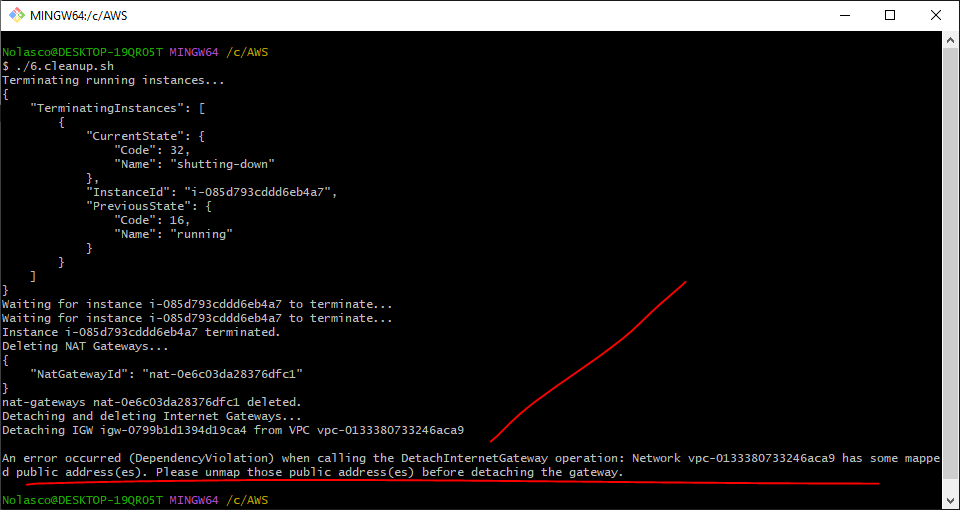 MINGW64:/c/AWS
Nolasco@DESKTOP-19QRO5T MINGW64 /c/AWS
$ ./6.cleanup.sh
Terminating running instances...
{
    "TerminatingInstances": [
        {
            "CurrentState": {
                "Code": 32,
                "Name": "shutting-down"
            },
            "InstanceId": "i-085d793cddd6eb4a7",
            "PreviousState": {
                "Code": 16,
                "Name": "running"
            }
        }
    ]
}
Waiting for instance i-085d793cddd6eb4a7 to terminate...
Waiting for instance i-085d793cddd6eb4a7 to terminate...
Instance i-085d793cddd6eb4a7 terminated.
Deleting NAT Gateways...
{
    "NatGatewayId": "nat-0e6c03da28376dfc1"
}
nat-gateways nat-0e6c03da28376dfc1 deleted.
Detaching and deleting Internet Gateways...
Detaching IGW igw-0799b1d1394d19ca4 from VPC vpc-0133380733246aca9
An error occurred (DependencyViolation) when calling the DetachInternetGateway operation: Network vpc-0133380733246aca9 has some mappe
d public address(es). Please unmap those public address(es) before detaching the gateway.
Nolasco@DESKTOP-19QRO5T MINGW64 /c/AWS